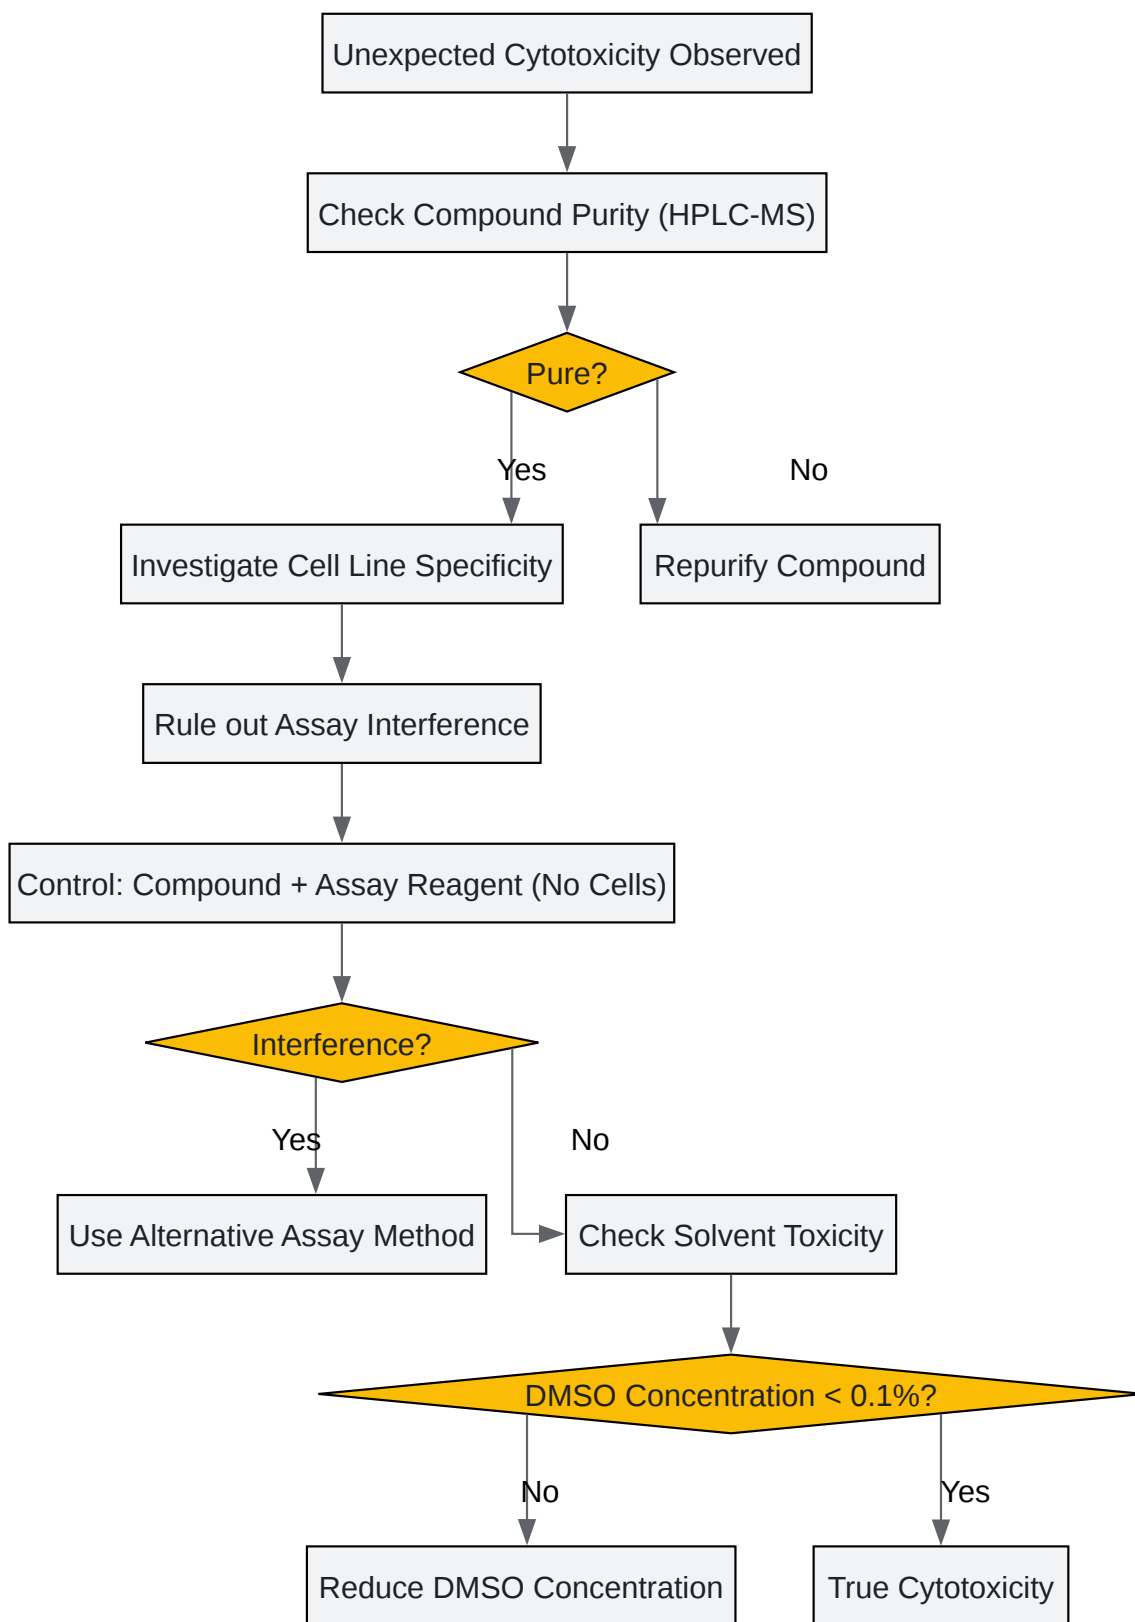 Unexpected Cytotoxicity Observed
Check Compound Purity (HPLC-MS)
Pure?
Yes
No
Investigate Cell Line Specificity
Repurify Compound
Rule out Assay Interference
Control: Compound + Assay Reagent (No Cells)
Interference?
Yes
No
Use Alternative Assay Method
Check Solvent Toxicity
DMSO Concentration < 0.1%?
No
Yes
Reduce DMSO Concentration
True Cytotoxicity